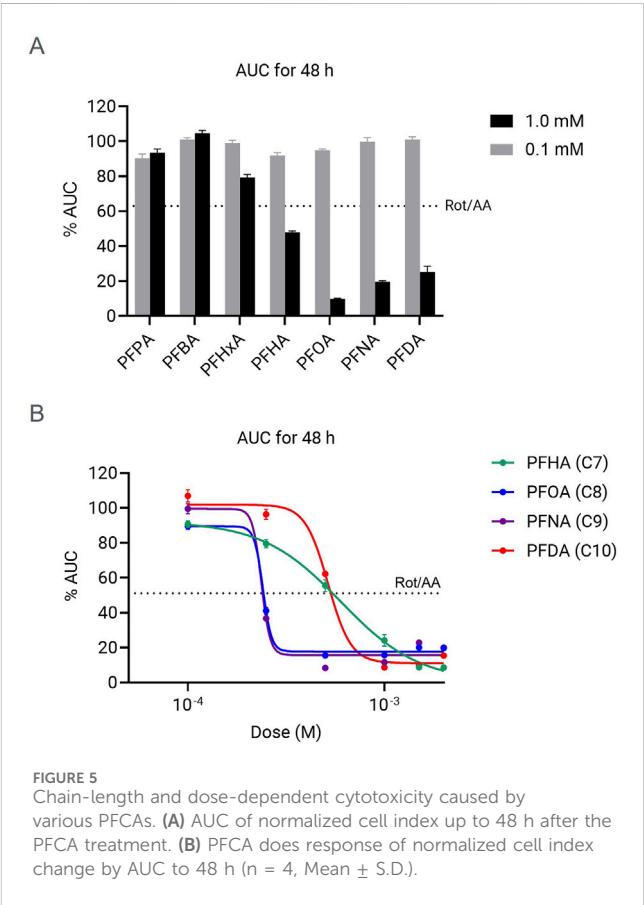 A
AUC for 48 h
120
100
80
60
40
20
0
% AUC
1.0 mM
0.1 mM
Rot/AA
PFPA
PFBA
PFHxA
PFHA
PFOA
PFNA
PFDA
B
AUC for 48 h
120
100
80
60
40
20
0
% AUC
PFHA (C7)
PFOA (C8)
PFNA (C9)
PFDA (C10)
Rot/AA
10-4
10-3
Dose (M)
FIGURE 5
Chain-length and dose-dependent cytotoxicity caused by
various PFCAs. (A) AUC of normalized cell index up to 48 h after the
PFCA treatment. (B) PFCA does response of normalized cell index
change by AUC to 48 h (n = 4, Mean ± S.D.).